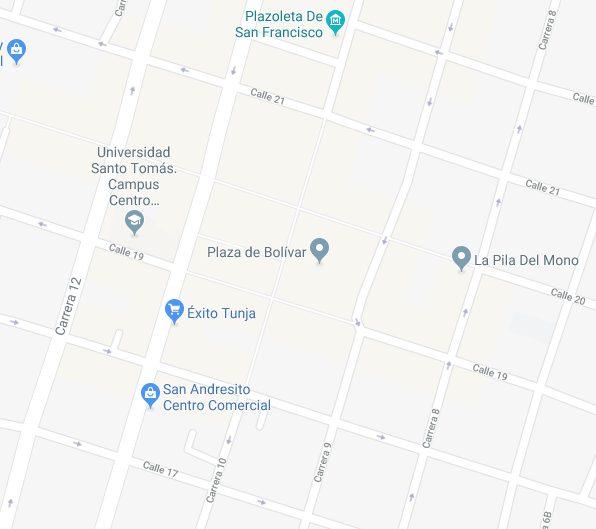 Car
Plazoleta De
San Francisco
Carrera 8
y
l
Calle 21
Calle
Universidad
Santo Tomás.
Campus
Centro...
Calle 21
Calle 19
Plaza de Bolívar
La Pila Del Mono
Carrera 12
Calle 20
Éxito Tunja
Calle 19
San Andresito
Centro Comercial
Carrera 8
Calle 17
Carrera 10
Carrera 9
a 6B